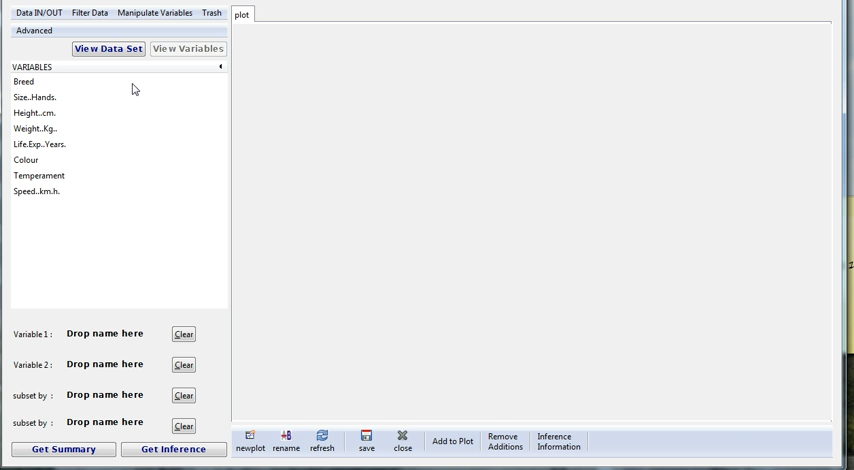 Data IN/OUT Filter Data Manipulate Variables Trash
Advanced
View Data Set View Variables
VARIABLES
Breed
Size..Hands.
Height..cm.
Weight..Kg..
Life.Exp..Years.
Colour
Temperament
Speed..km.h.
Variable 1 : Drop name here Clear
Variable 2 : Drop name here Clear
subset by : Drop name here Clear
subset by : Drop name here Clear
Get Summary Get Inference
plot
newplot rename refresh save close Add to Plot Remove Additions Inference Information